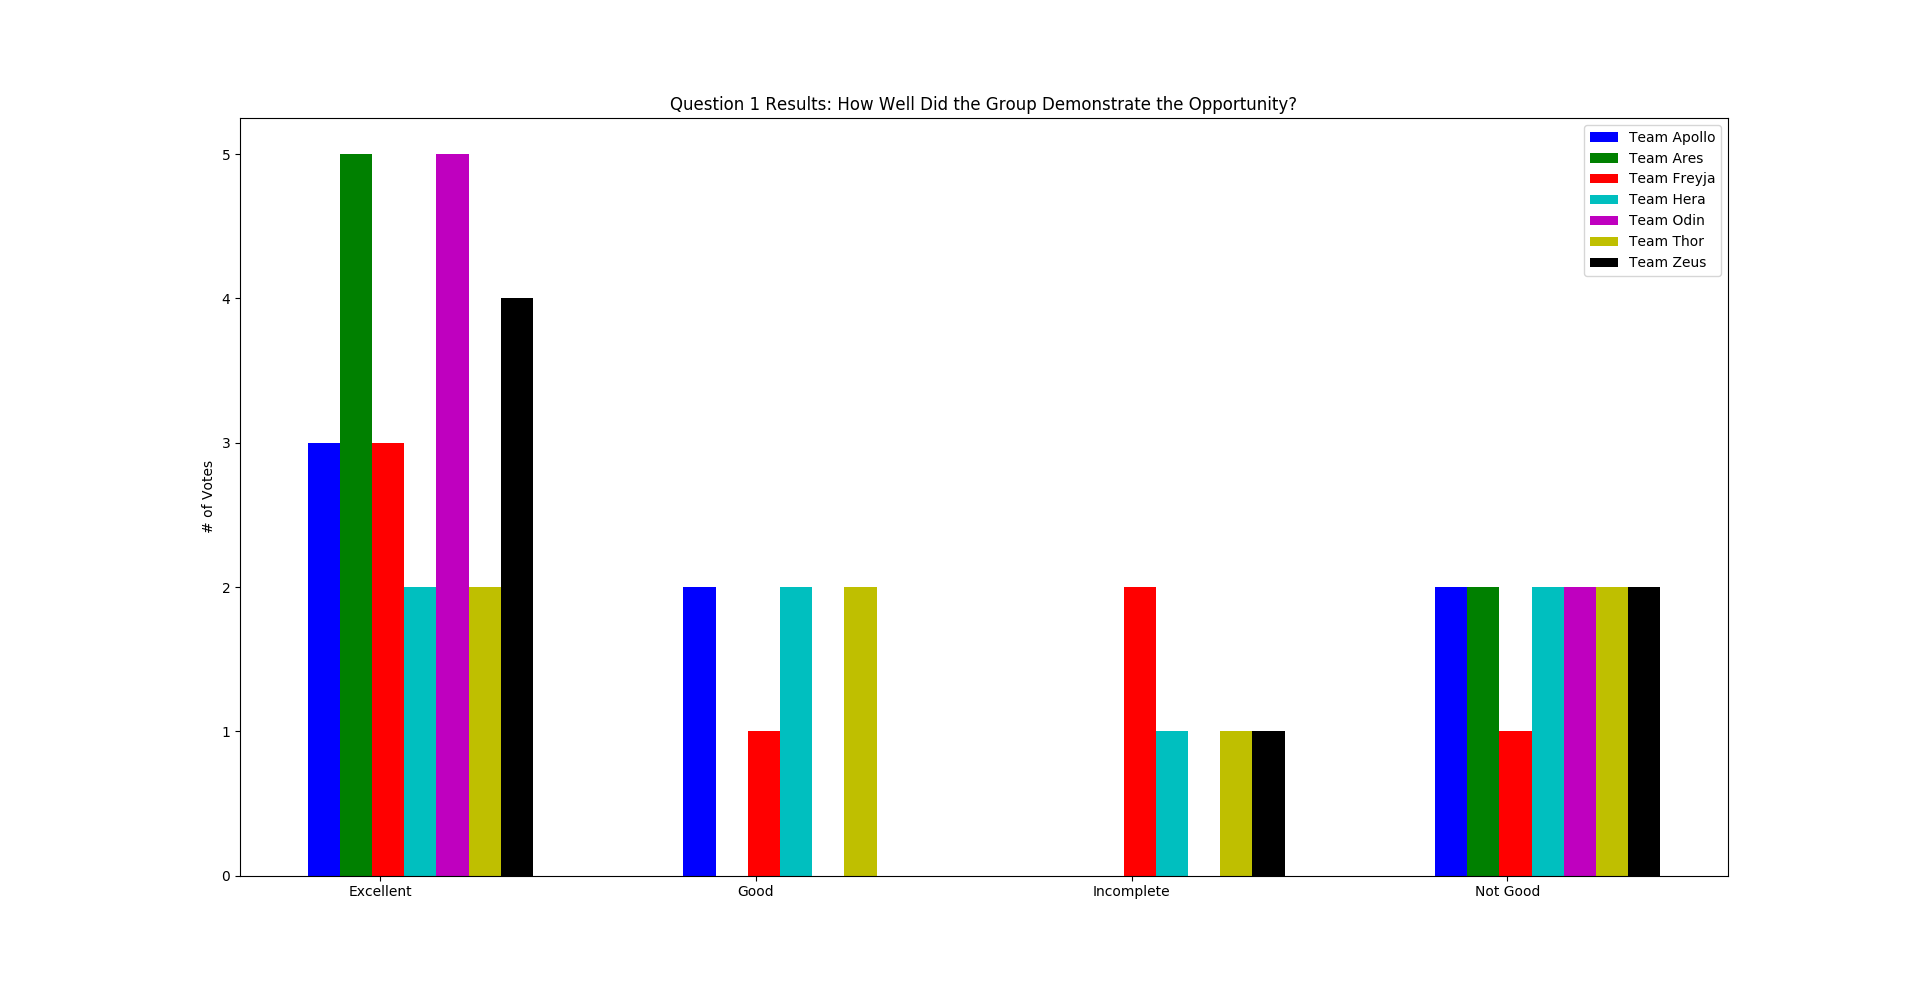 Question 1 Results: How Well Did the Group Demonstrate the Opportunity?
Team Apollo
Team Ares
Team Freyja
Team Hera
Team Odin
Team Thor
Team Zeus
# of Votes
5
4
3
2
1
0
Excellent
Good
Incomplete
Not Good